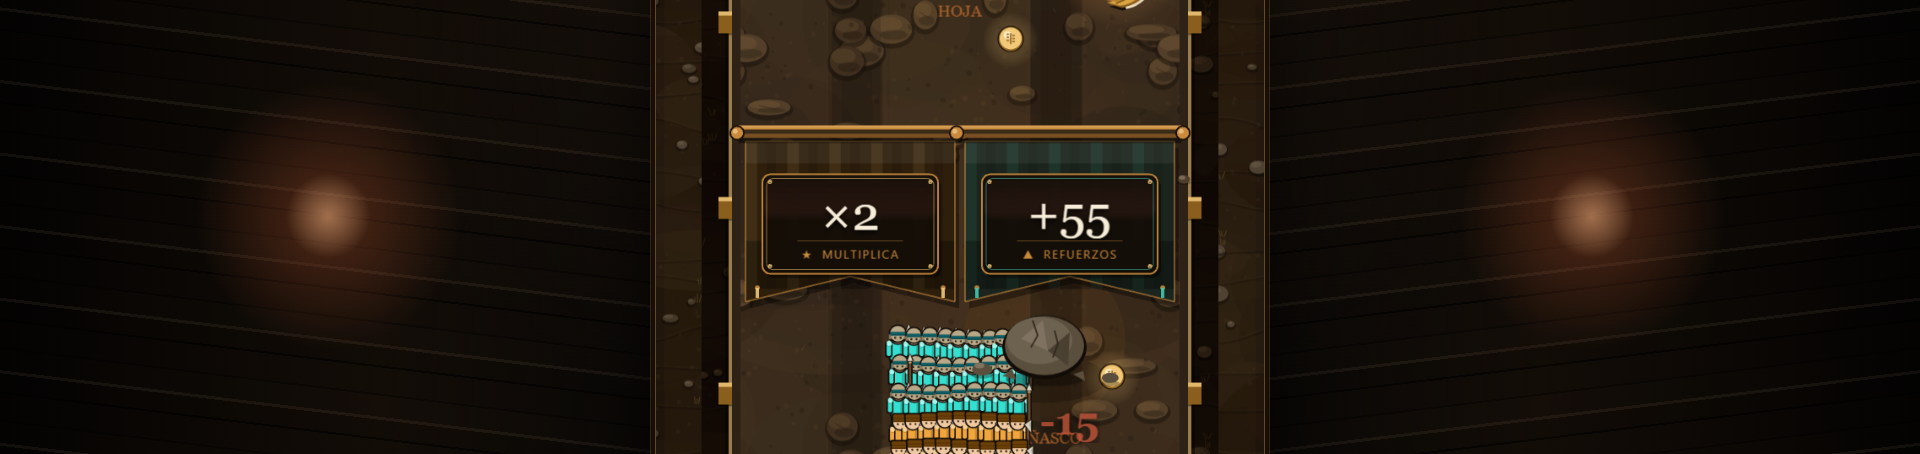 HOJA
×2
★ MULTIPLICA
+55
▲ REFUERZOS
-15